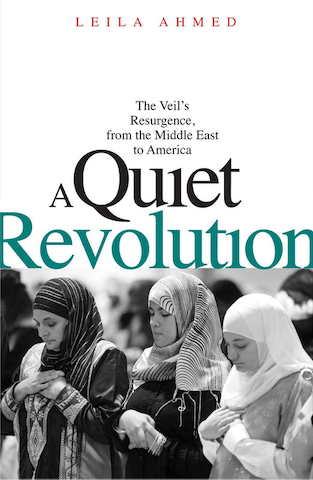 LEILA AHMED
The Veil's
Resurgence,
from the Middle East
to America
A Quiet
Revolution